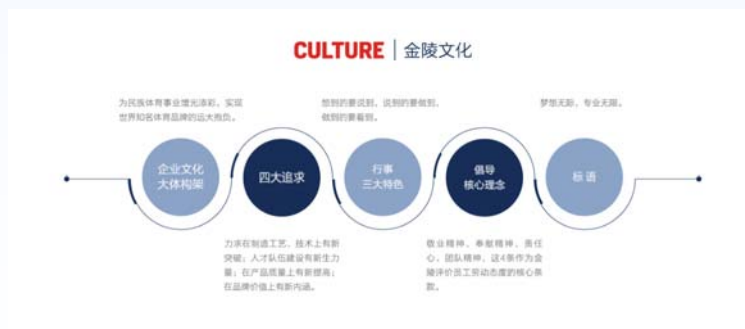 CULTURE | 金陵文化
为民族体育事业增光添彩，实现
世界知名体育品牌的远大抱负。
想到的要说到，说到的要做到，
做到的要看到。
梦想无际，专业无限。
企业文化
大体构架
四大追求
行事
三大特色
倡导
核心理念
标语
力求在制造工艺、技术上有新
突破；人才队伍建设有新生力
量；在产品质量上有新提高；
在品牌价值上有新内涵。
敬业精神、奉献精神、责任
心、团队精神，这4条作为金
陵评价员工劳动态度的核心条
款。